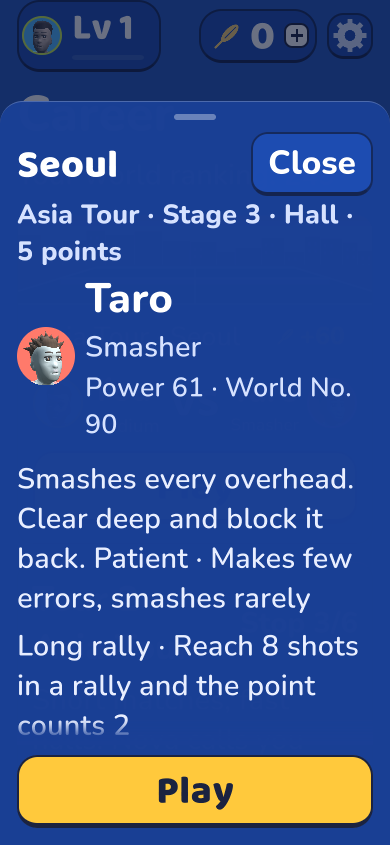 Lv 1
0
Career
Seoul
Close
Asia Tour · Stage 3 · Hall ·
5 points
Taro
Smasher
Power 61 · World No.
90
Smashes every overhead.
Clear deep and block it
back. Patient · Makes few
errors, smashes rarely
Long rally · Reach 8 shots
in a rally and the point
counts 2
Play